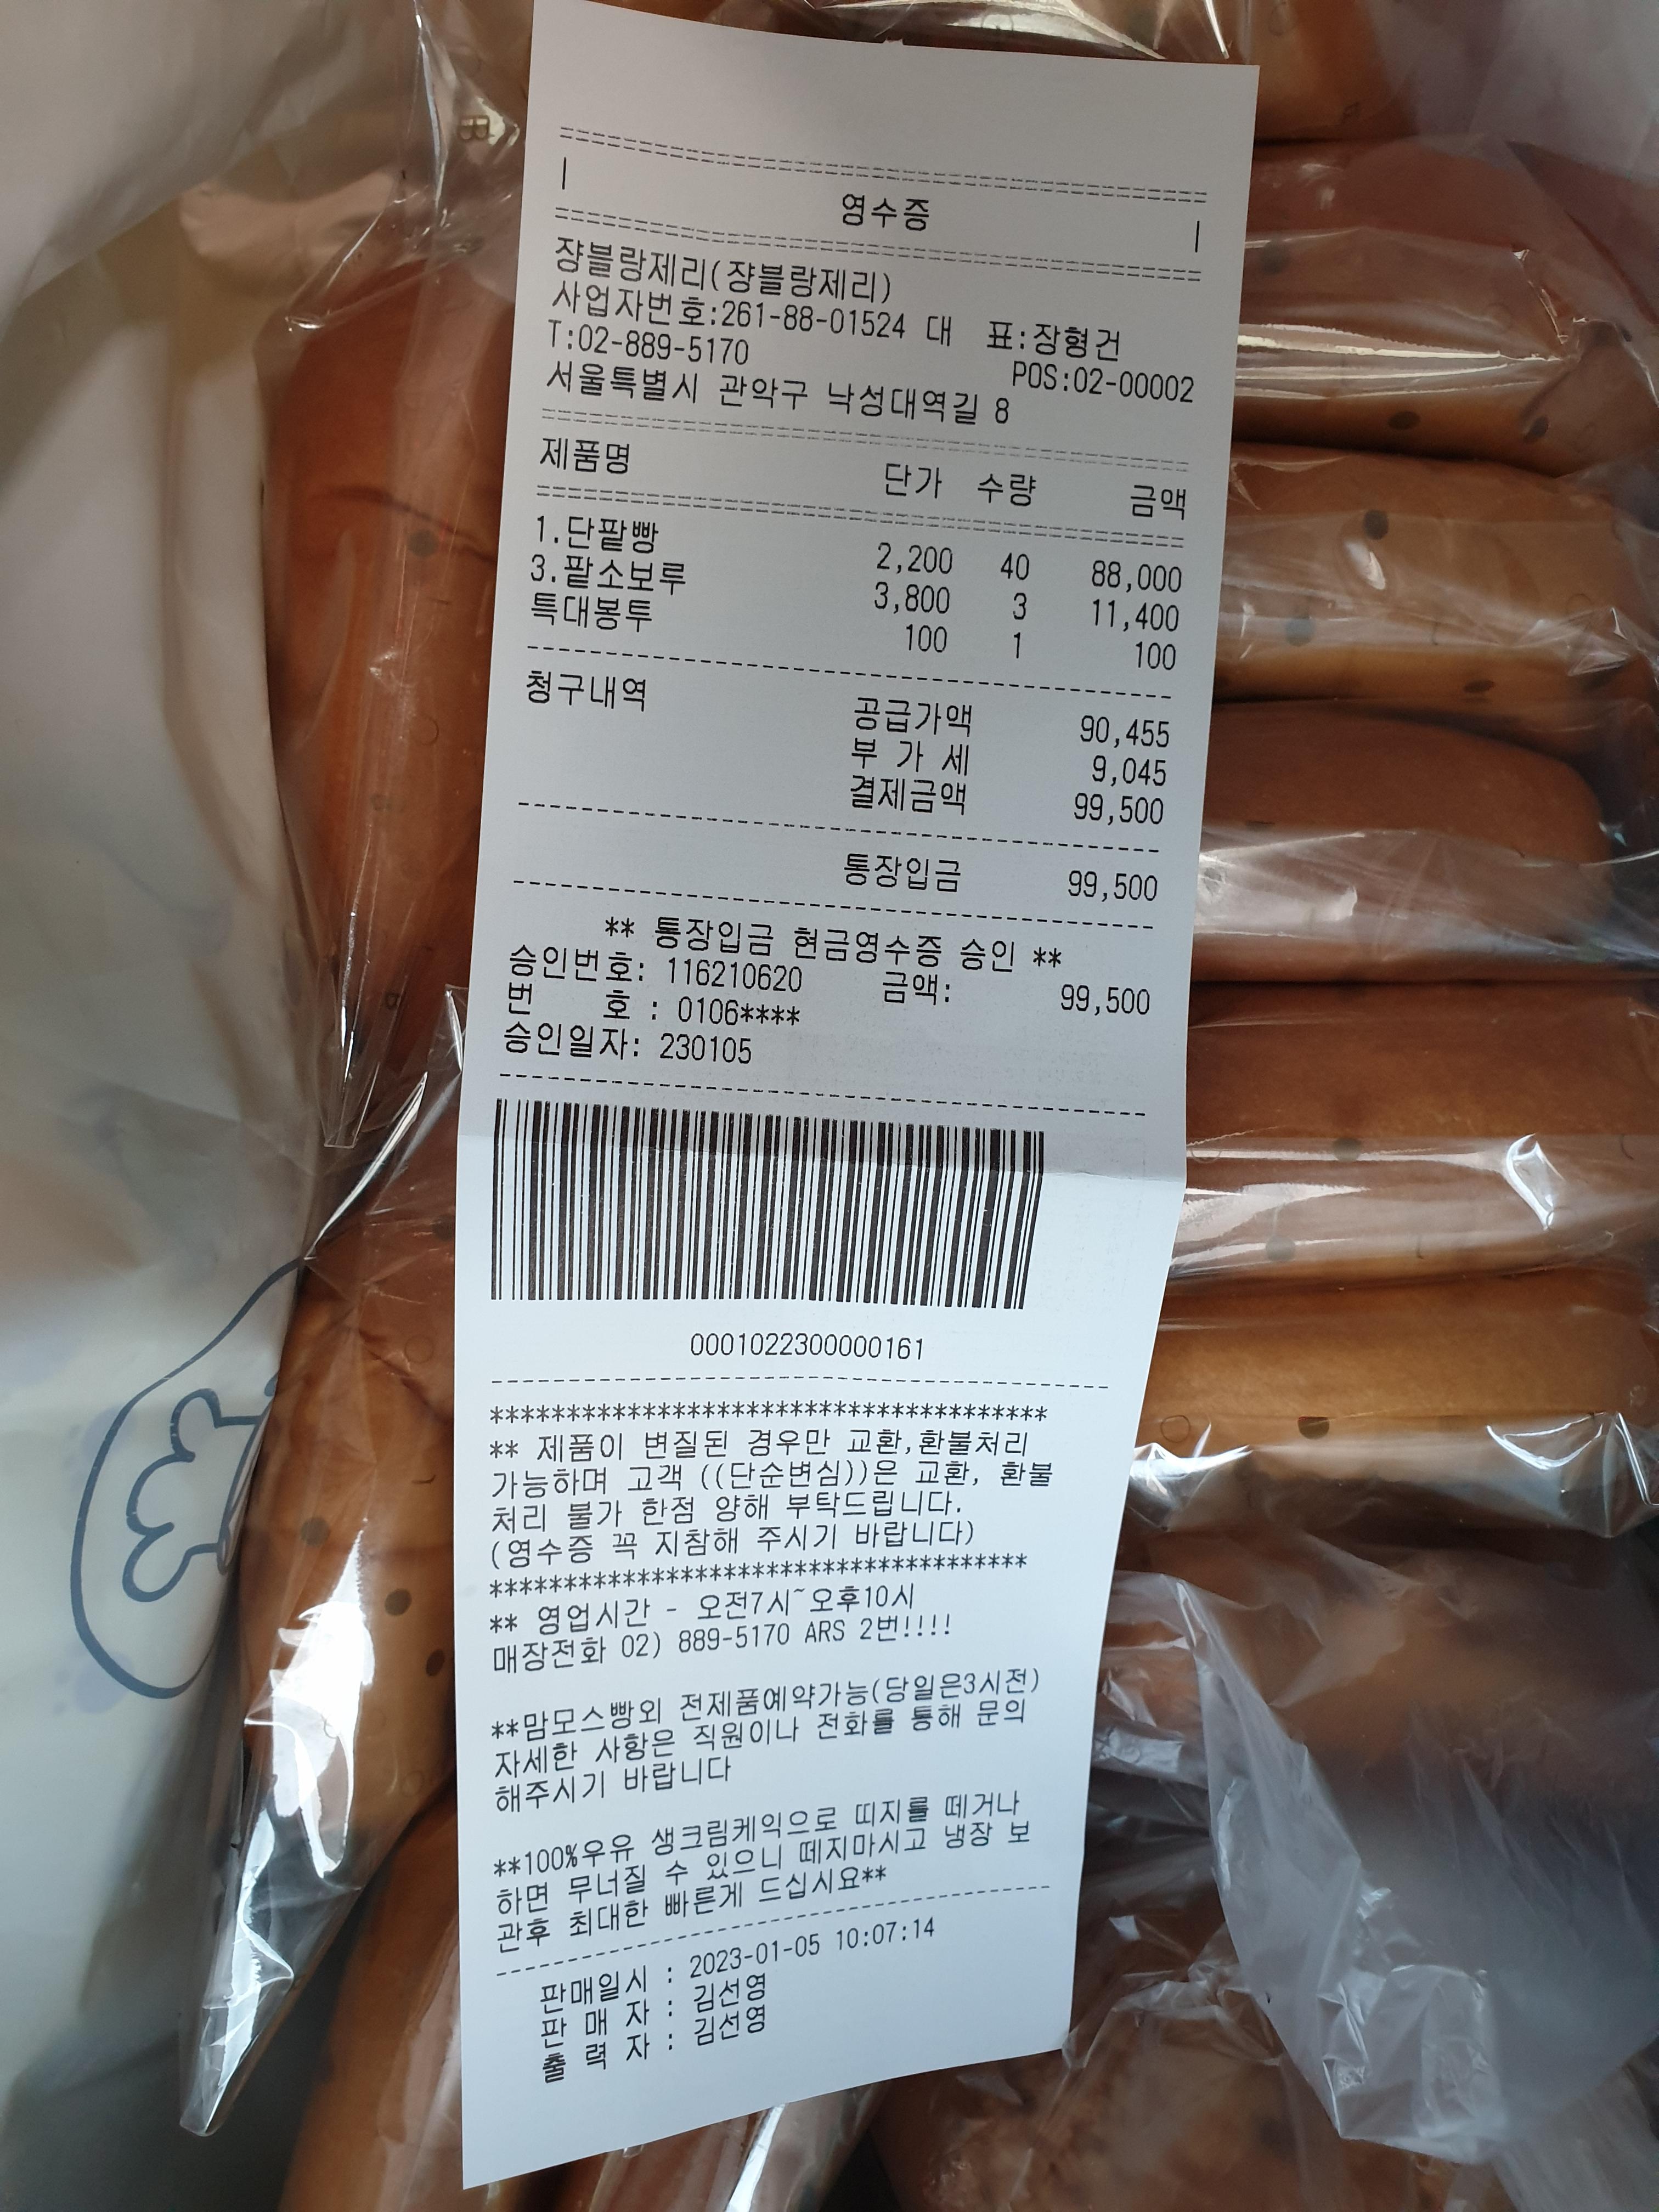 영수증
쟝블랑제리(쟝블랑제리)
사업자번호:261-88-01524 대 표:장형건
T:02-889-5170 POS:02-00002
서울특별시 관악구 낙성대역길 8
제품명 단가 수량 금액
1.단팥빵 2,200 40 88,000
3.팥소보루 3,800 3 11,400
특대봉투 100 1 100
청구내역 공급가액 90,455
부 가 세 9,045
결제금액 99,500
통장입금 99,500
** 통장입금 현금영수증 승인 **
승인번호: 116210620 금액: 99,500
번 호 : 0106****
승인일자: 230105
0001022300000161
** 제품이 변질된 경우만 교환,환불처리
가능하며 고객 ((단순변심))은 교환, 환불
처리 불가 한점 양해 부탁드립니다.
(영수증 꼭 지참해 주시기 바랍니다)
** 영업시간 - 오전7시~오후10시
매장전화 02) 889-5170 ARS 2번!!!!
**맘모스빵외 전제품예약가능(당일은3시전)
자세한 사항은 직원이나 전화를 통해 문의
해주시기 바랍니다
**100%우유 생크림케익으로 띠지를 떼거나
하면 무너질 수 있으니 떼지마시고 냉장 보
관후 최대한 빠른게 드십시요**
판매일시 : 2023-01-05 10:07:14
판 매 자 : 김선영
출 력 자 : 김선영